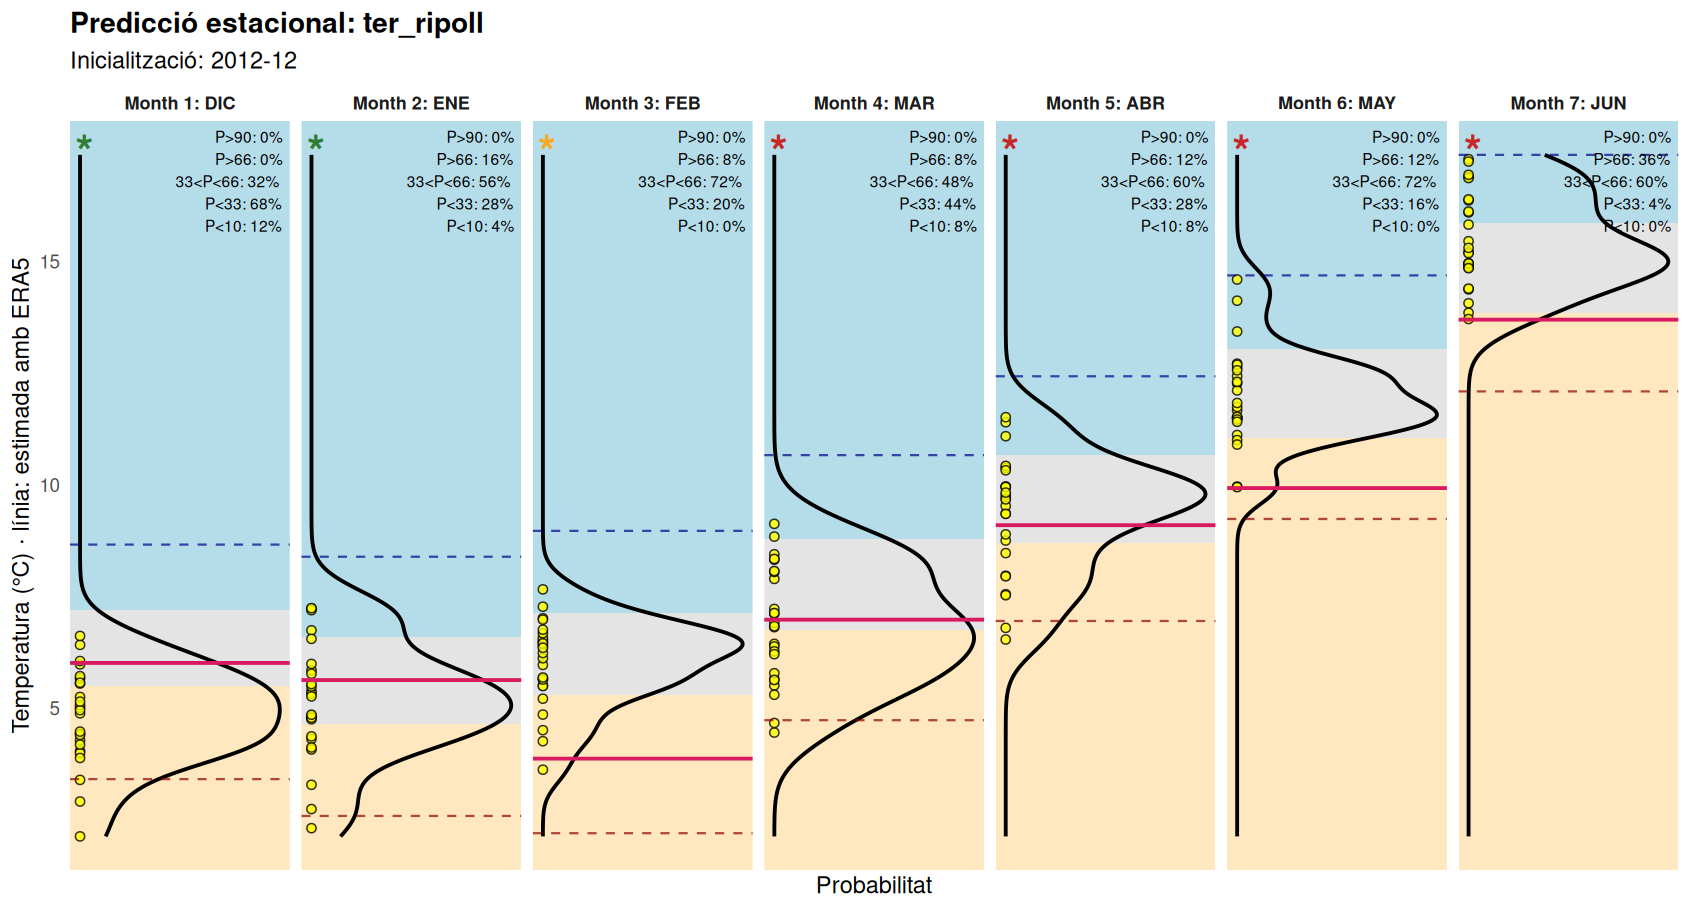 Predicció estacional: ter_ripoll
Inicialització: 2012-12
Month 1: DIC
Month 2: ENE
Month 3: FEB
Month 4: MAR
Month 5: ABR
Month 6: MAY
Month 7: JUN
*
P>90: 0%
P>66: 0%
33<P<66: 32%
P<33: 68%
P<10: 12%
*
P>90: 0%
P>66: 16%
33<P<66: 56%
P<33: 28%
P<10: 4%
*
P>90: 0%
P>66: 8%
33<P<66: 72%
P<33: 20%
P<10: 0%
*
P>90: 0%
P>66: 8%
33<P<66: 48%
P<33: 44%
P<10: 8%
*
P>90: 0%
P>66: 12%
33<P<66: 60%
P<33: 28%
P<10: 8%
*
P>90: 0%
P>66: 12%
33<P<66: 72%
P<33: 16%
P<10: 0%
*
P>90: 0%
P>66: 36%
33<P<66: 60%
P<33: 4%
P<10: 0%
Temperatura (°C) · línia: estimada amb ERA5
15
10
5
Probabilitat